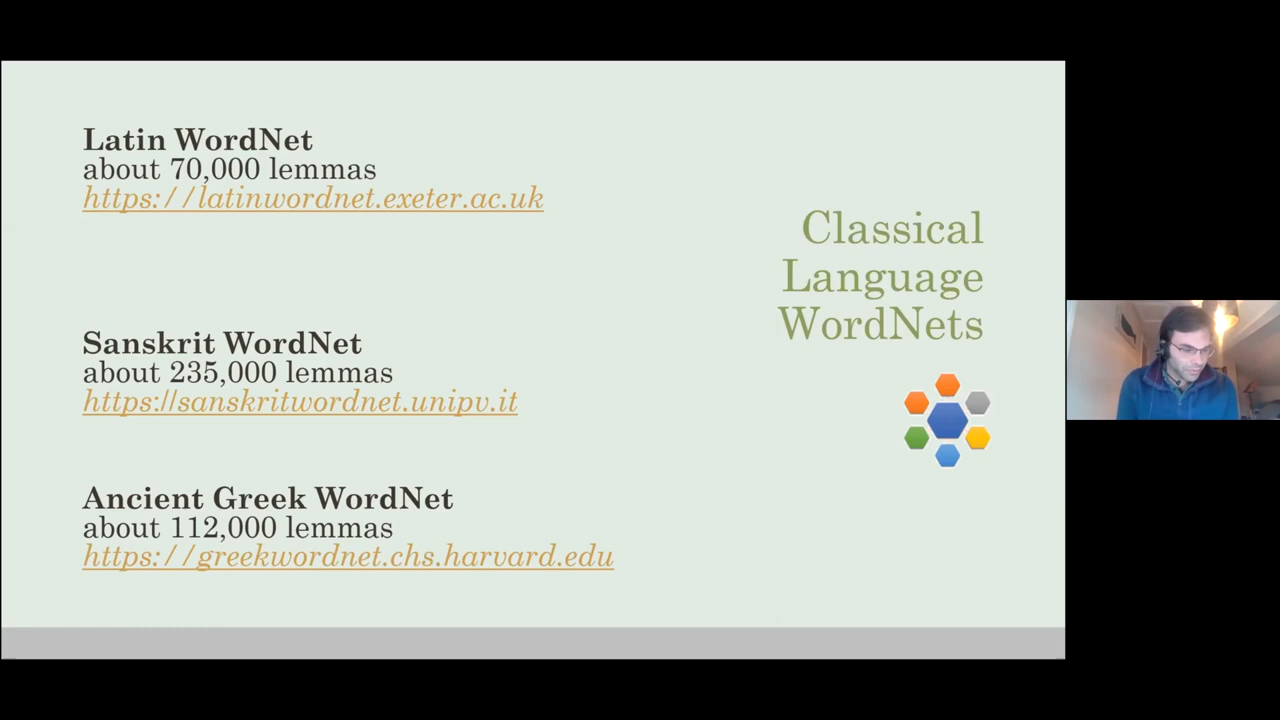 Latin WordNet
about 70,000 lemmas
https://latinwordnet.exeter.ac.uk
Sanskrit WordNet
about 235,000 lemmas
https://sanskritwordnet.unipv.it
Ancient Greek WordNet
about 112,000 lemmas
https://greekwordnet.chs.harvard.edu
Classical
Language
WordNets